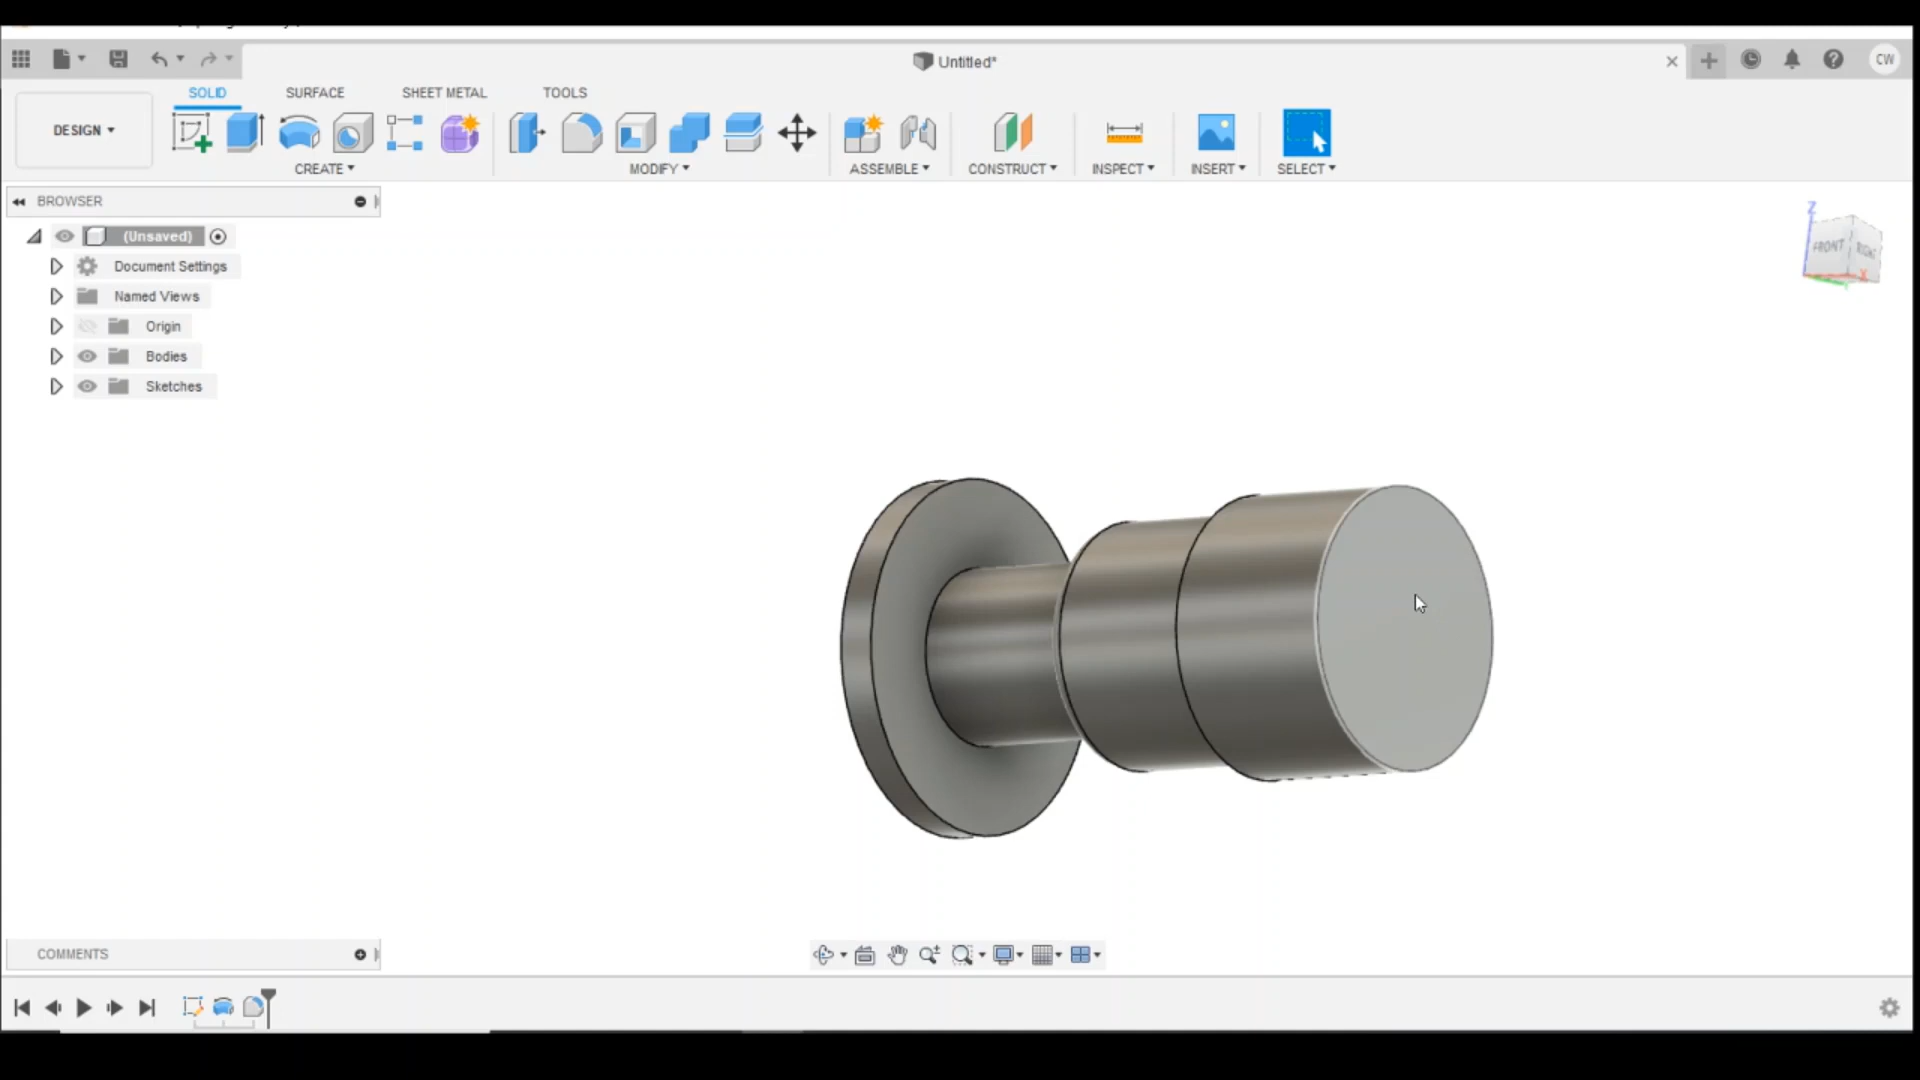 Untitled*
CW
DESIGN
SOLID SURFACE SHEET METAL TOOLS
CREATE MODIFY ASSEMBLE CONSTRUCT INSPECT INSERT SELECT
BROWSER
(Unsaved)
Document Settings
Named Views
Origin
Bodies
Sketches
Z
FRONT RIGHT
X
COMMENTS